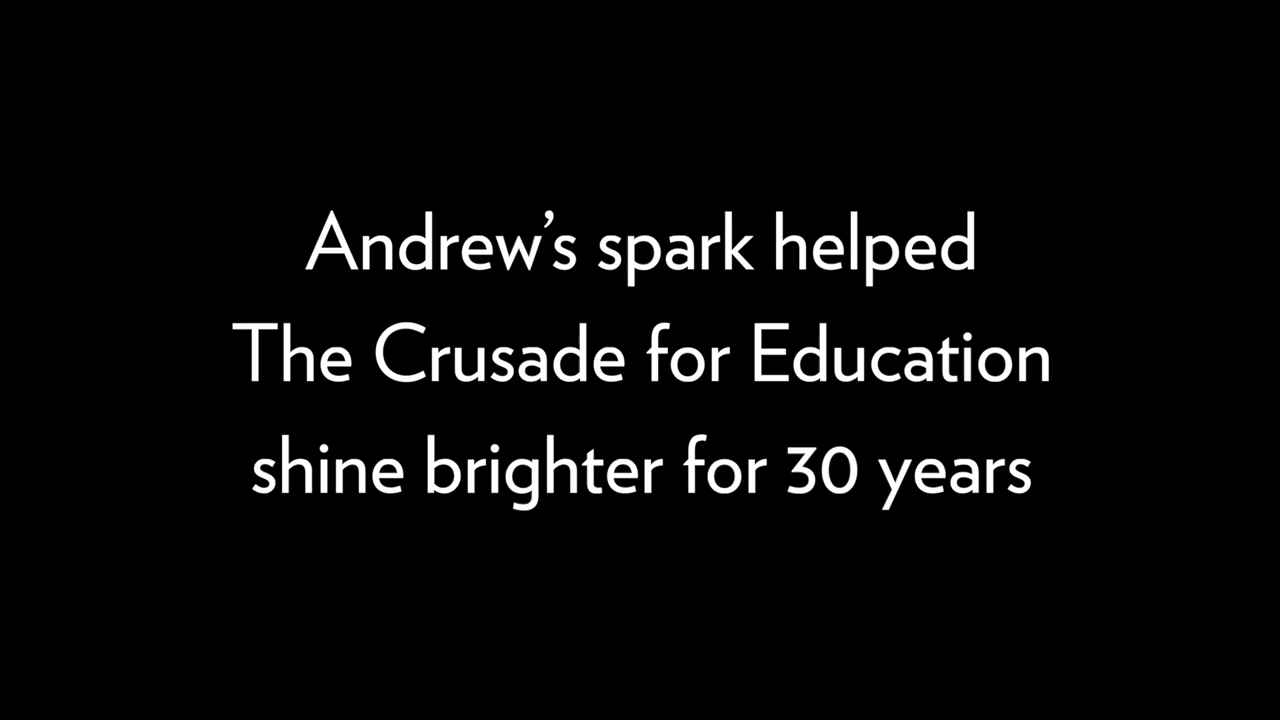 Andrew’s spark helped
The Crusade for Education
shine brighter for 30 years